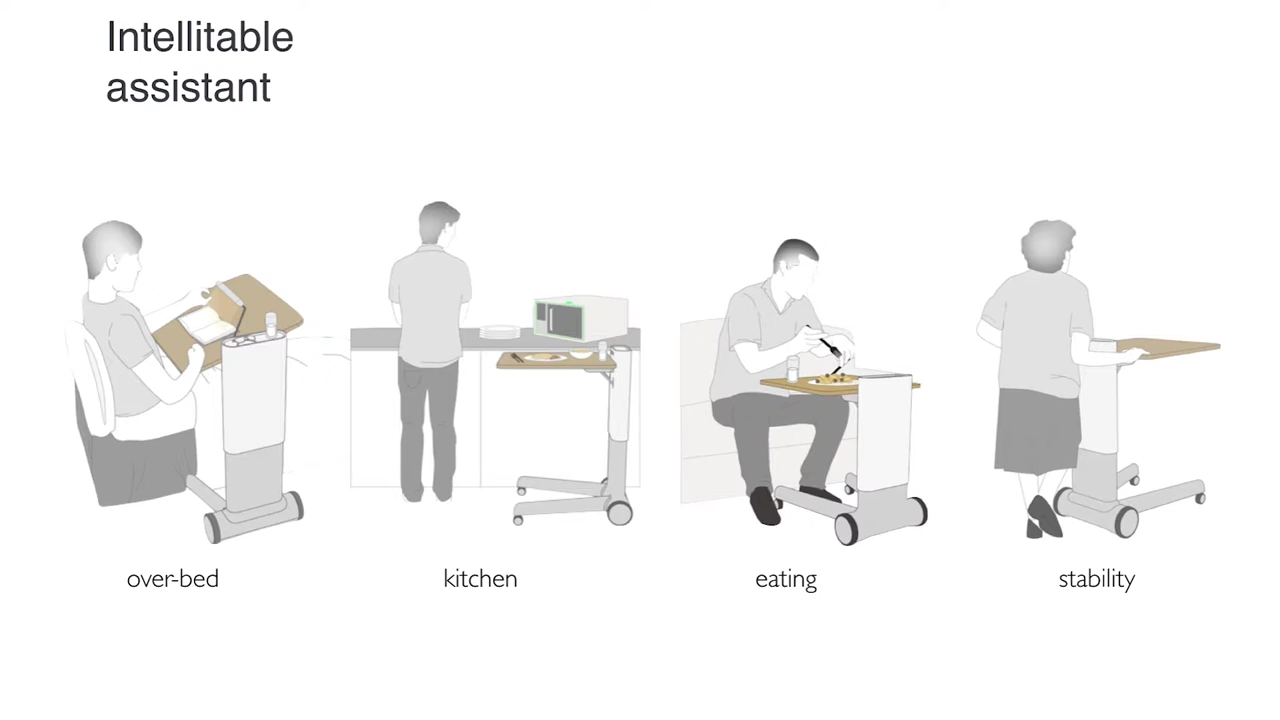 Intellitable
assistant
over-bed
kitchen
eating
stability